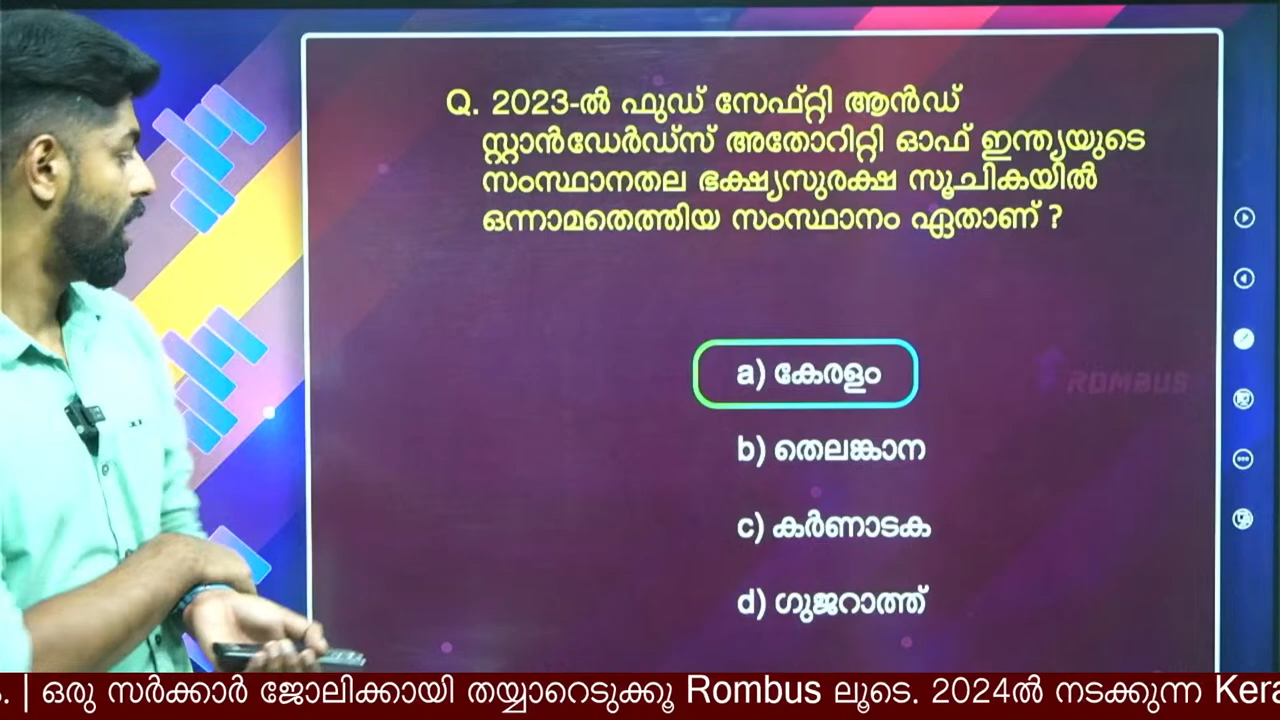 Q. 2023-ൽ ഫുഡ് സേഫ്റ്റി ആൻഡ്
സ്റ്റാൻഡേർഡ്സ് അതോറിറ്റി ഓഫ് ഇന്ത്യയുടെ
സംസ്ഥാനതല ഭക്ഷ്യസുരക്ഷ സൂചികയിൽ
ഒന്നാമതെത്തിയ സംസ്ഥാനം ഏതാണ് ?
a) കേരളം
ROMBUS
b) തെലങ്കാന
c) കർണാടക
d) ഗുജറാത്ത്
. | ഒരു സർക്കാർ ജോലിക്കായി തയ്യാറെടുക്കൂ Rombus ലൂടെ. 2024ൽ നടക്കുന്ന Kera